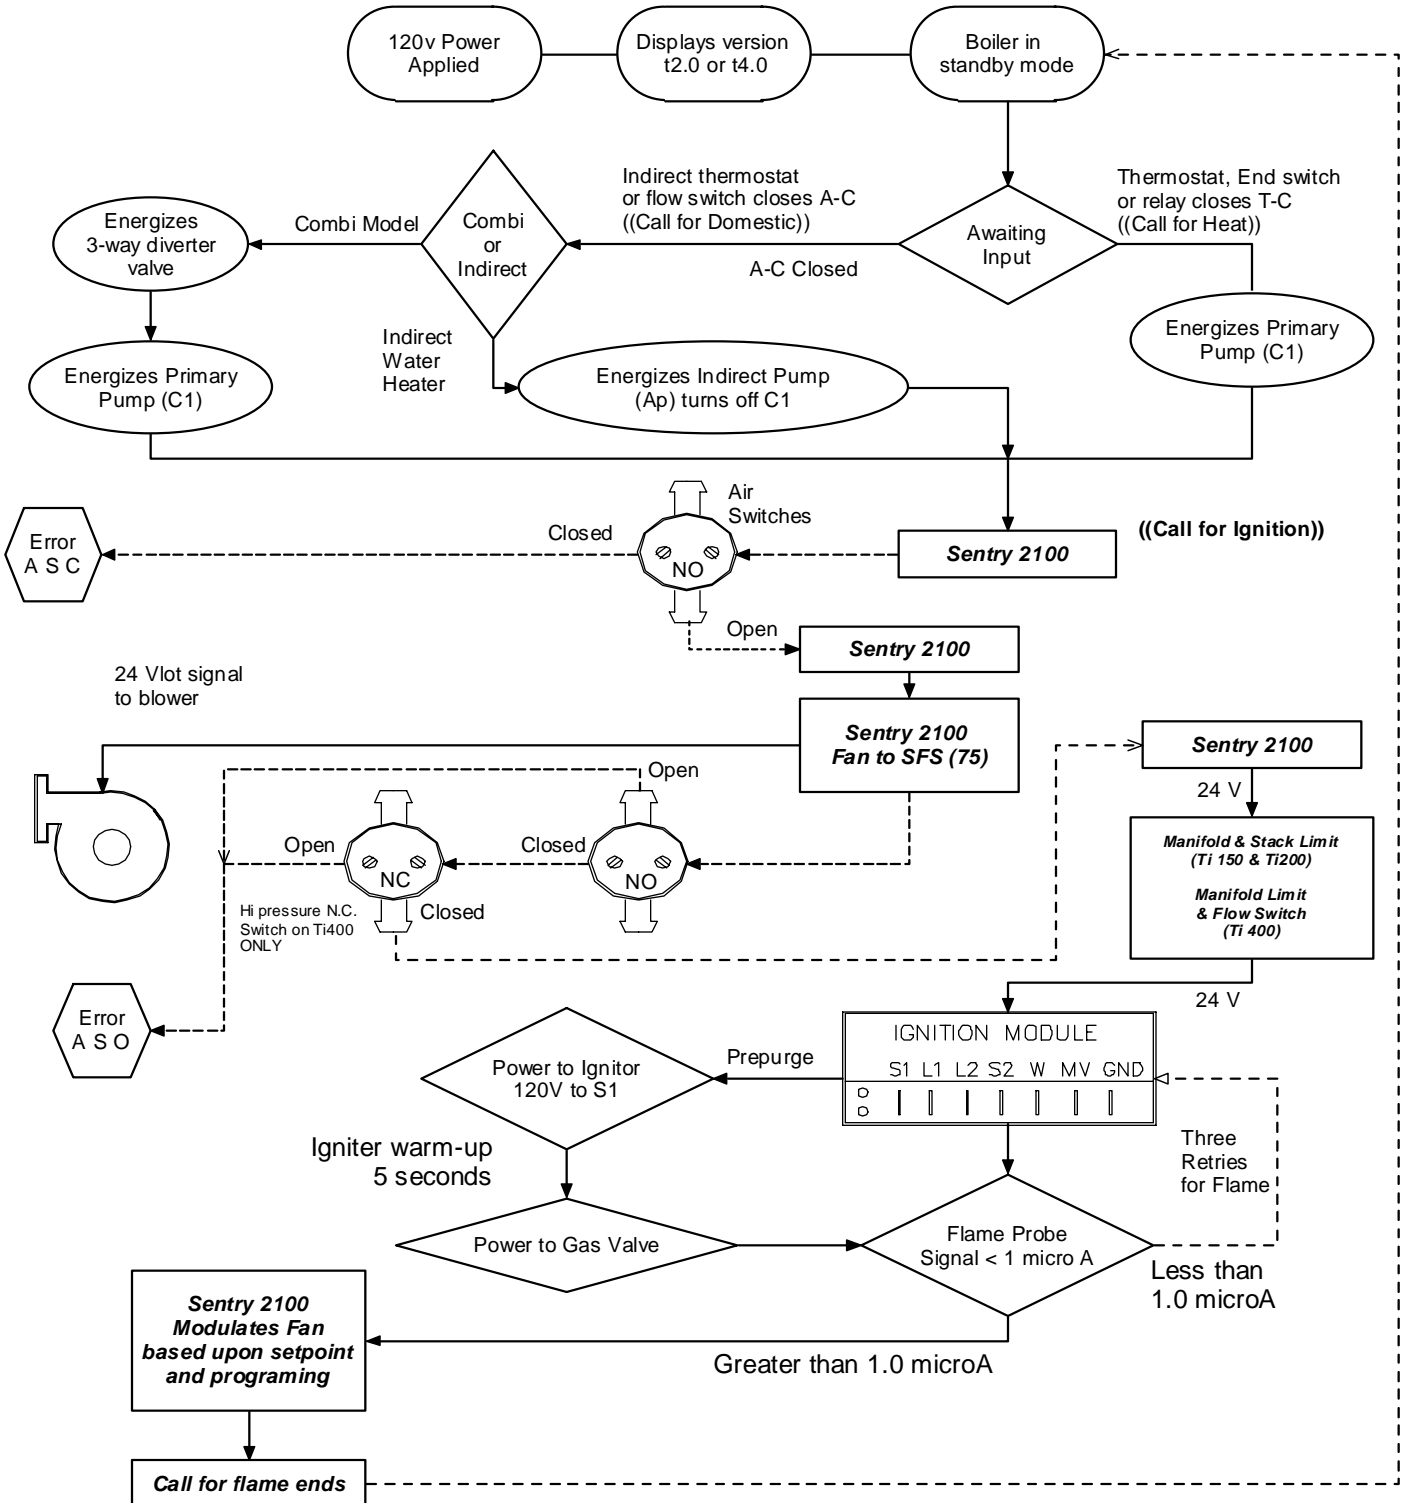 120v Power
Applied
Displays version
t2.0 or t4.0
Boiler in
standby mode
Indirect thermostat
or flow switch closes A-C
((Call for Domestic))
Thermostat, End switch
or relay closes T-C
((Call for Heat))
Energizes
3-way diverter
valve
Combi Model
Combi
or
Indirect
A-C Closed
Awaiting
Input
Indirect
Water
Heater
Energizes Primary
Pump (C1)
Energizes Primary
Pump (C1)
Energizes Indirect Pump
(Ap) turns off C1
Air
Switches
Error
A S C
Closed
NO
Sentry 2100
((Call for Ignition))
Open
Sentry 2100
24 Vlot signal
to blower
Sentry 2100
Fan to SFS (75)
Sentry 2100
Open
24 V
Open
NC
Closed
NO
Closed
Hi pressure N.C.
Switch on Ti400
ONLY
Manifold & Stack Limit
(Ti 150 & Ti200)
Manifold Limit
& Flow Switch
(Ti 400)
24 V
Error
A S O
IGNITION MODULE
S1 L1 L2 S2 W MV GND
Prepurge
Power to Ignitor
120V to S1
Igniter warm-up
5 seconds
Three
Retries
for Flame
Power to Gas Valve
Flame Probe
Signal < 1 micro A
Less than
1.0 microA
Sentry 2100
Modulates Fan
based upon setpoint
and programing
Greater than 1.0 microA
Call for flame ends